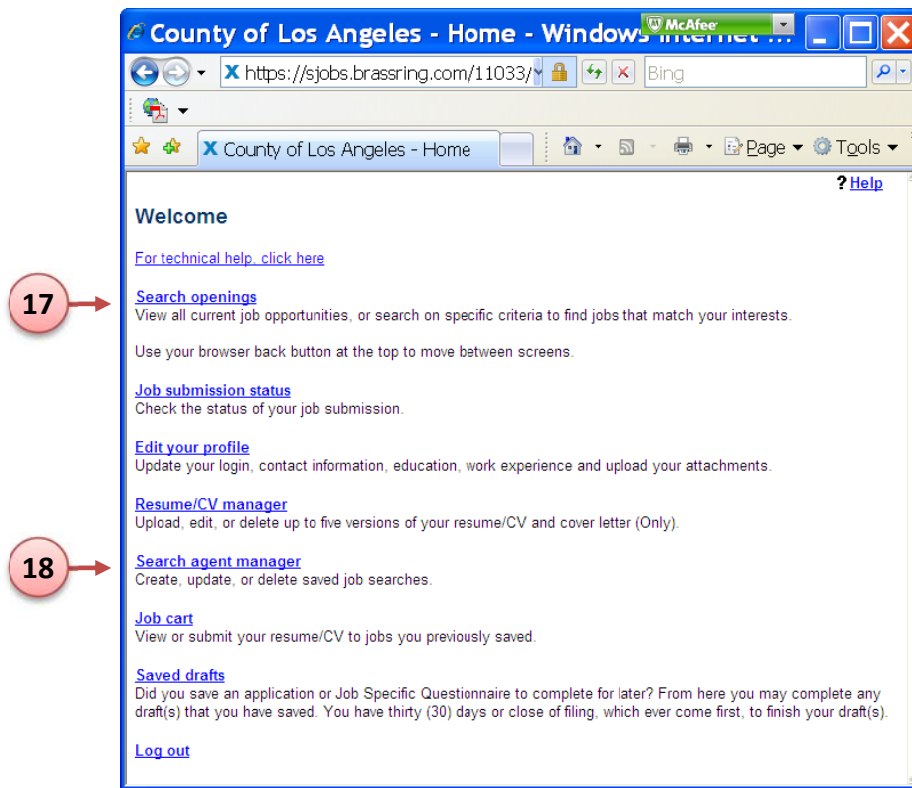 County of Los Angeles - Home - Windows Internet ...
McAfee
https://sjobs.brassring.com/11033/
Bing
County of Los Angeles - Home
Page
Tools
? Help
Welcome
For technical help, click here
17
Search openings
View all current job opportunities, or search on specific criteria to find jobs that match your interests.
Use your browser back button at the top to move between screens.
Job submission status
Check the status of your job submission.
Edit your profile
Update your login, contact information, education, work experience and upload your attachments.
Resume/CV manager
Upload, edit, or delete up to five versions of your resume/CV and cover letter (Only).
18
Search agent manager
Create, update, or delete saved job searches.
Job cart
View or submit your resume/CV to jobs you previously saved.
Saved drafts
Did you save an application or Job Specific Questionnaire to complete for later? From here you may complete any
draft(s) that you have saved. You have thirty (30) days or close of filing, which ever come first, to finish your draft(s).
Log out